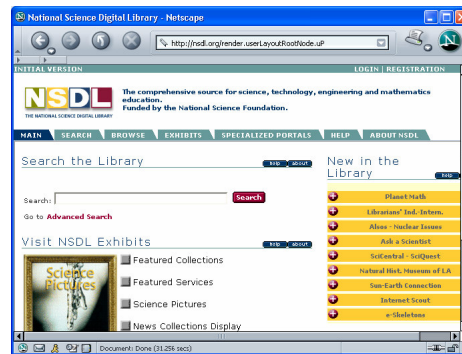 National Science Digital Library - Netscape
http://nsdl.org/render.userLayoutRootNode.uP
INITIAL VERSION
LOGIN | REGISTRATION
NSDL
THE NATIONAL SCIENCE DIGITAL LIBRARY
The comprehensive source for science, technology, engineering and mathematics
education.
Funded by the National Science Foundation.
MAIN SEARCH BROWSE EXHIBITS SPECIALIZED PORTALS HELP ABOUT NSDL
Search the Library
help about
Search:
Search
Go to Advanced Search
Visit NSDL Exhibits
help about
Science
Pictures
Featured Collections
Featured Services
Science Pictures
News Collections Display
New in the
Library
help
Planet Math
Librarians' Ind.-Intern.
Alsos - Nuclear Issues
Ask a Scientist
SciCentral - SciQuest
Natural Hist. Museum of LA
Sun-Earth Connection
Internet Scout
e-Skeletons
Document: Done (31.256 secs)